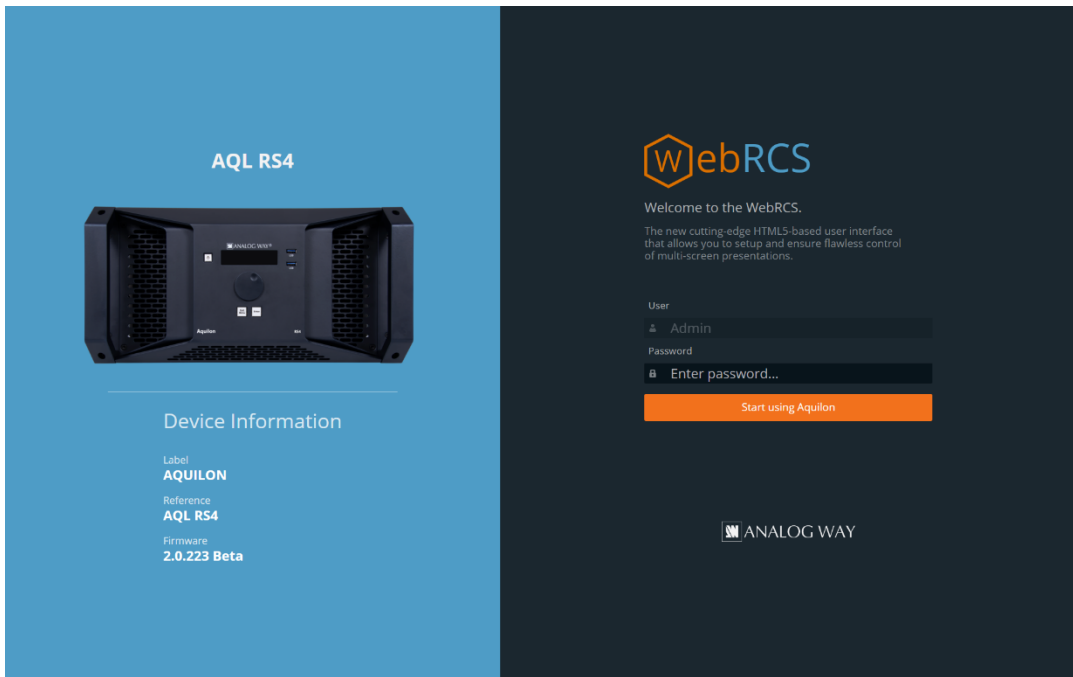 AQL RS4
ANALOG WAY®
Aquilon
RS4
Device Information
Label
AQUILON
Reference
AQL RS4
Firmware
2.0.223 Beta
WebRCS
Welcome to the WebRCS.
The new cutting-edge HTML5-based user interface
that allows you to setup and ensure flawless control
of multi-screen presentations.
User
Admin
Password
Enter password...
Start using Aquilon
ANALOG WAY